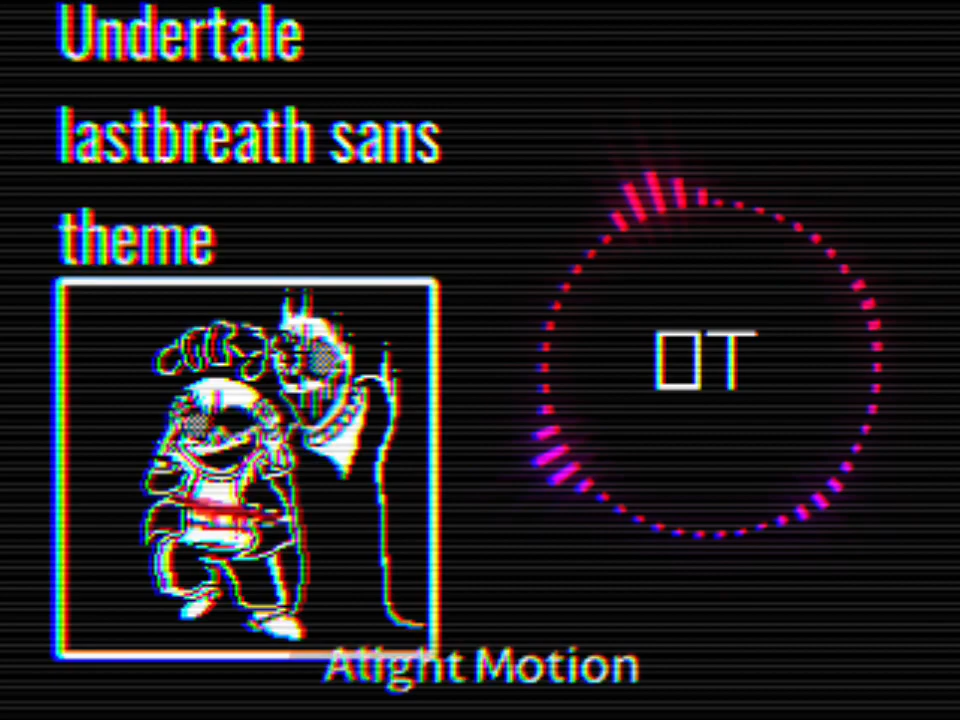 Undertale
lastbreath sans
theme
OT
Alight Motion